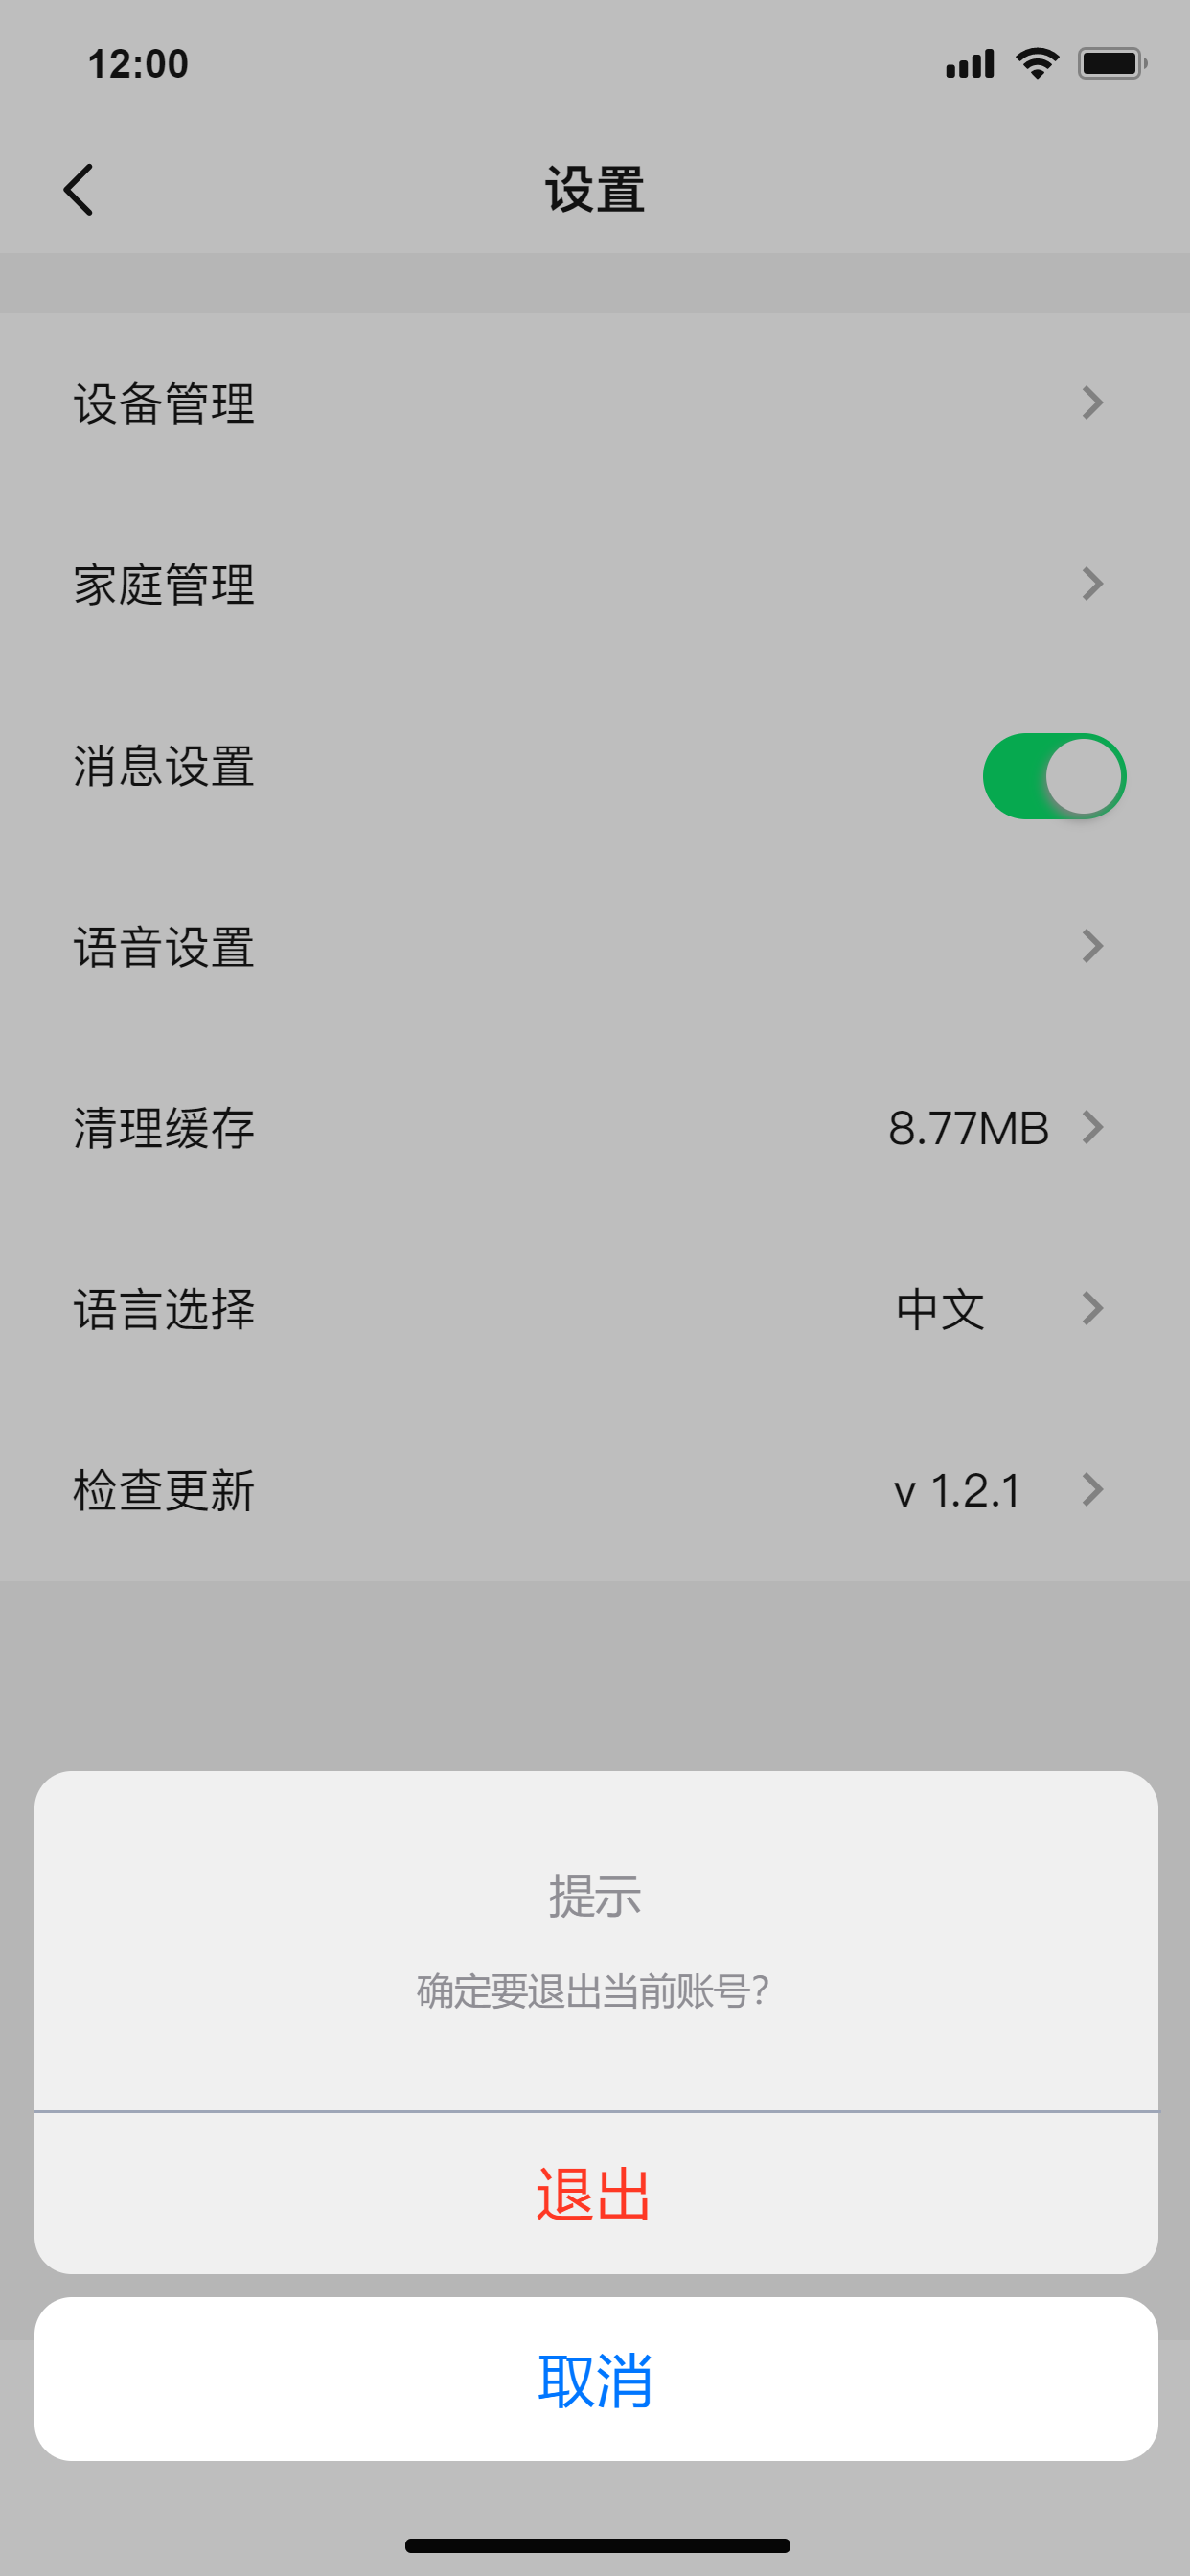 12:00
设置
设备管理
家庭管理
消息设置
语音设置
清理缓存 8.77MB
语言选择 中文
检查更新 v 1.2.1
提示
确定要退出当前账号？
退出
取消